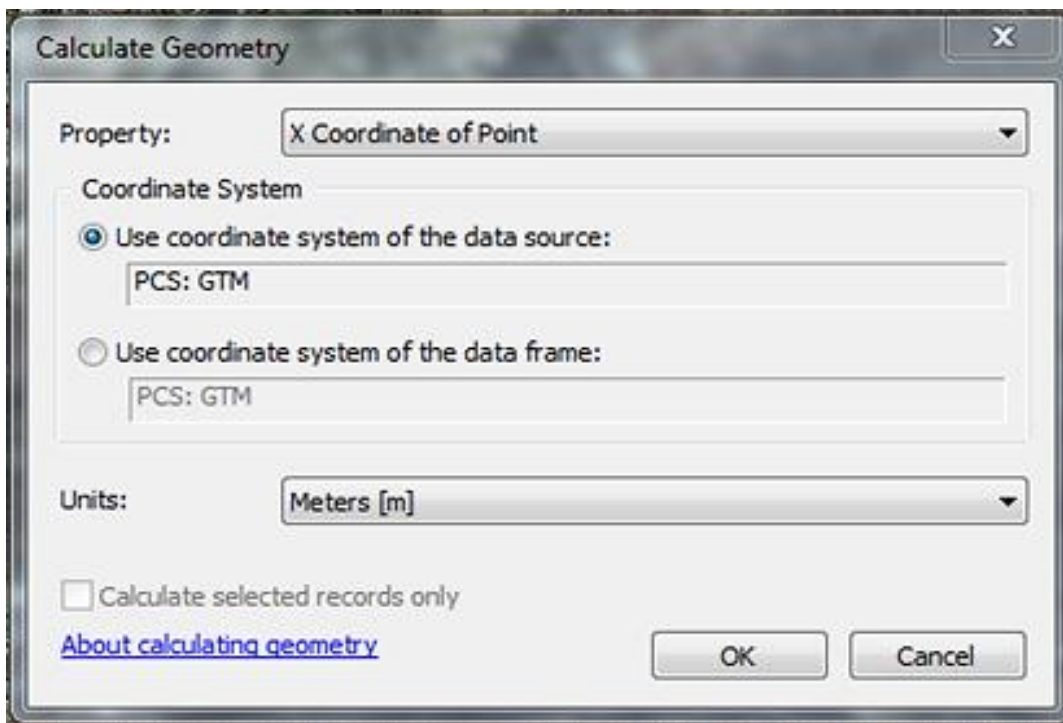 Calculate Geometry
Property:
X Coordinate of Point
Coordinate System
Use coordinate system of the data source:
PCS: GTM
Use coordinate system of the data frame:
PCS: GTM
Units:
Meters [m]
Calculate selected records only
About calculating geometry
OK
Cancel